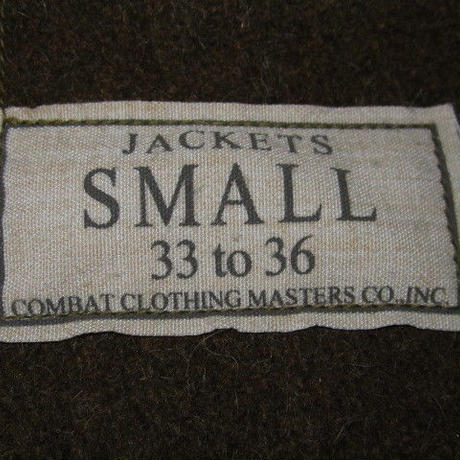 JACKETS
SMALL
33 to 36
COMBAT CLOTHING MASTERS CO.,INC.